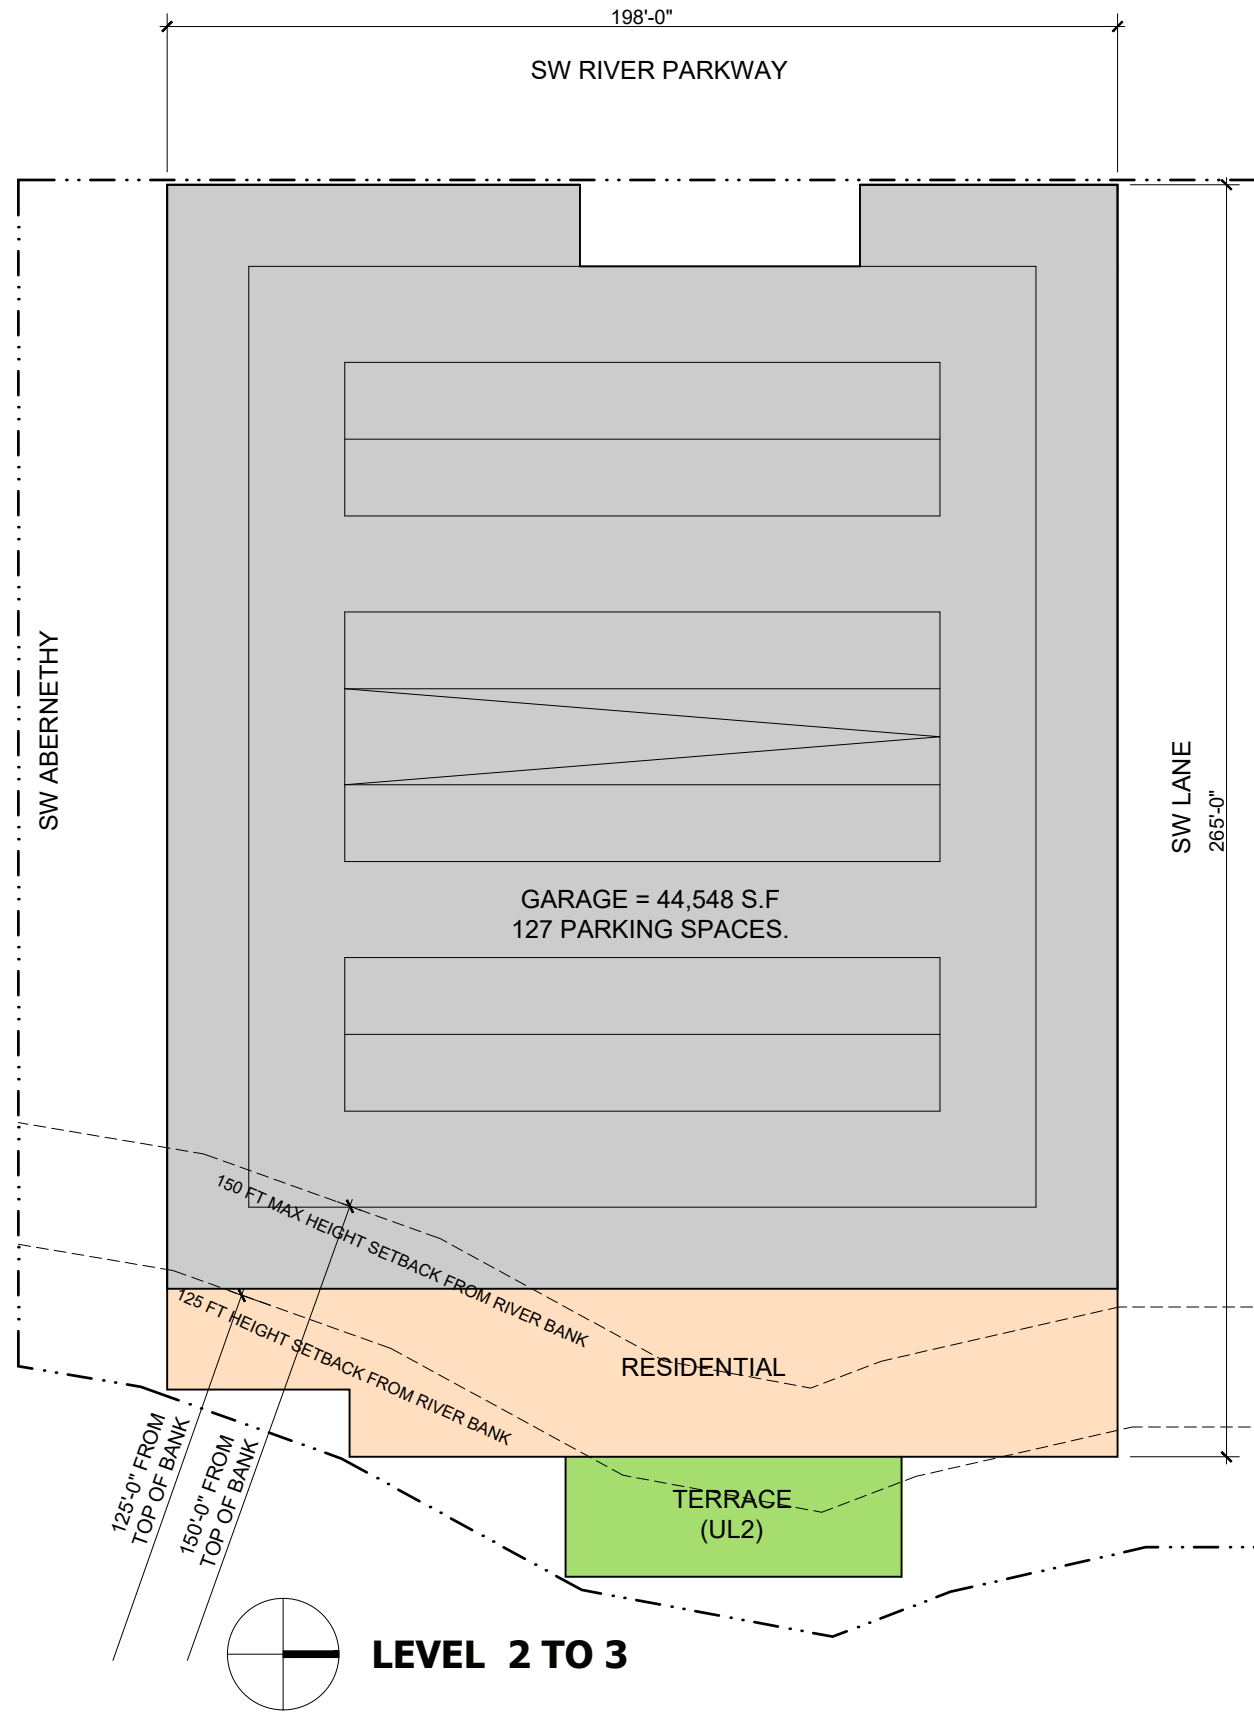 198'-0"
SW RIVER PARKWAY
SW ABERNETHY
SW LANE
265'-0"
GARAGE = 44,548 S.F
127 PARKING SPACES.
150 FT MAX HEIGHT SETBACK FROM RIVER BANK
125 FT HEIGHT SETBACK FROM RIVER BANK
RESIDENTIAL
125'-0" FROM
TOP OF BANK
150'-0" FROM
TOP OF BANK
TERRACE
(UL2)
LEVEL 2 TO 3